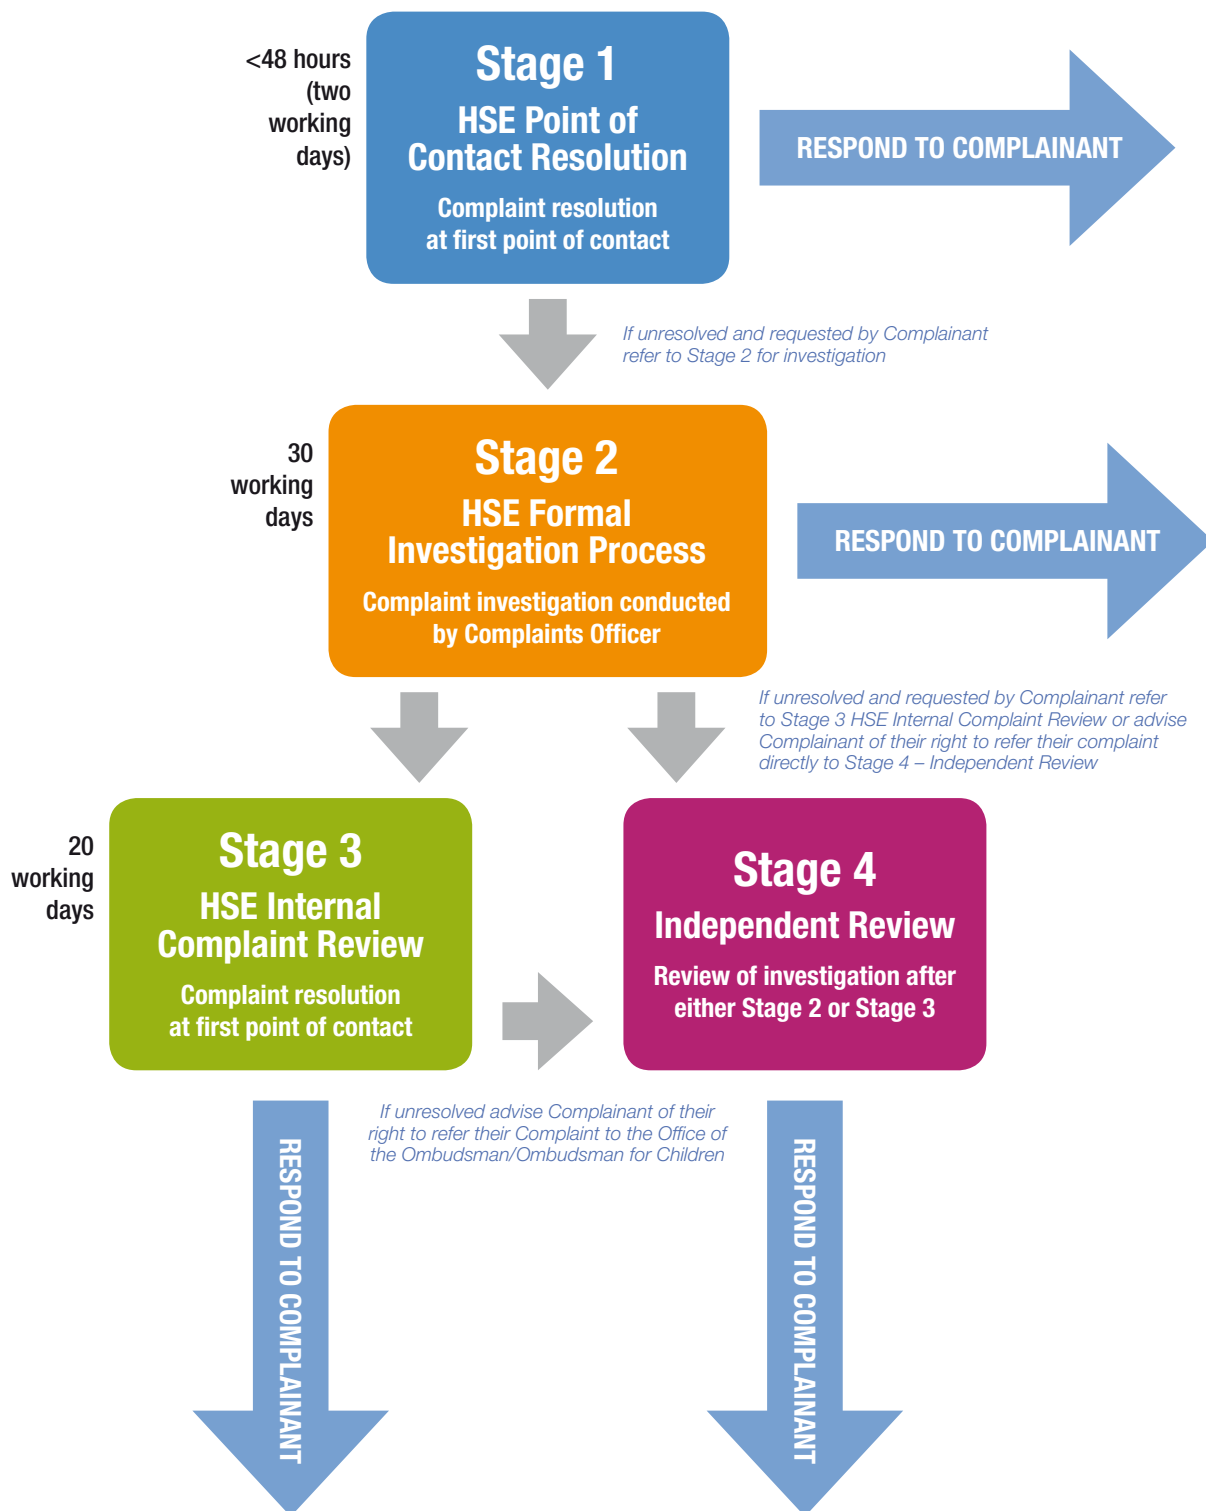 <48 hours
(two
working
days)
Stage 1
HSE Point of
Contact Resolution
Complaint resolution
at first point of contact
RESPOND TO COMPLAINANT
If unresolved and requested by Complainant
refer to Stage 2 for investigation
30
working
days
Stage 2
HSE Formal
Investigation Process
Complaint investigation conducted
by Complaints Officer
RESPOND TO COMPLAINANT
If unresolved and requested by Complainant refer
to Stage 3 HSE Internal Complaint Review or advise
Complainant of their right to refer their complaint
directly to Stage 4 – Independent Review
20
working
days
Stage 3
HSE Internal
Complaint Review
Complaint resolution
at first point of contact
Stage 4
Independent Review
Review of investigation after
either Stage 2 or Stage 3
If unresolved advise Complainant of their
right to refer their Complaint to the Office of
the Ombudsman/Ombudsman for Children
RESPOND TO COMPLAINANT
RESPOND TO COMPLAINANT